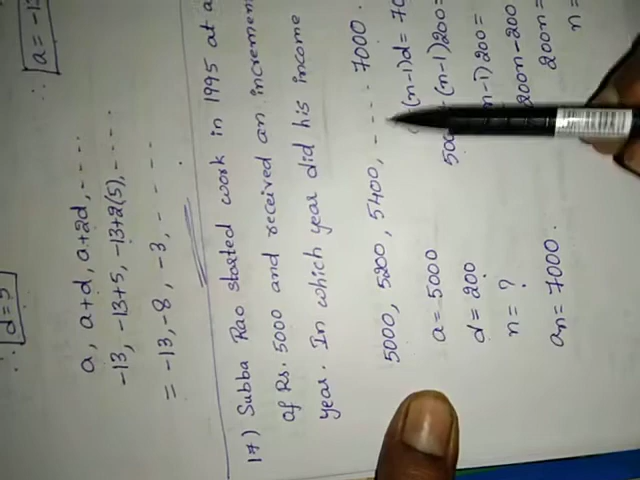 ∴ d = 5
∴ a = -13
a, a+d, a+2d, - - - -
-13, -13+5, -13+2(5), - - - -
= -13, -8, -3, - - - - -
17) Subba Rao started work in 1995 at a
of Rs. 5000 and received an increment
year. In which year did his income
5000, 5200, 5400, - - - - 7000.
a = 5000
d = 200
n = ?
an = 7000.
(n-1)d = 70
500 (n-1)200 =
n-1)200 =
200n-200
200n =
n =